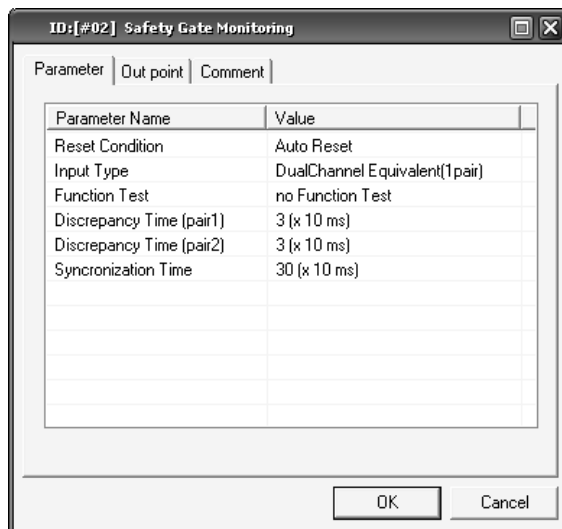 ID:[#02] Safety Gate Monitoring
Parameter Out point Comment
Parameter Name Value
Reset Condition Auto Reset
Input Type DualChannel Equivalent(1pair)
Function Test no Function Test
Discrepancy Time (pair1) 3 (x 10 ms)
Discrepancy Time (pair2) 3 (x 10 ms)
Syncronization Time 30 (x 10 ms)
OK Cancel